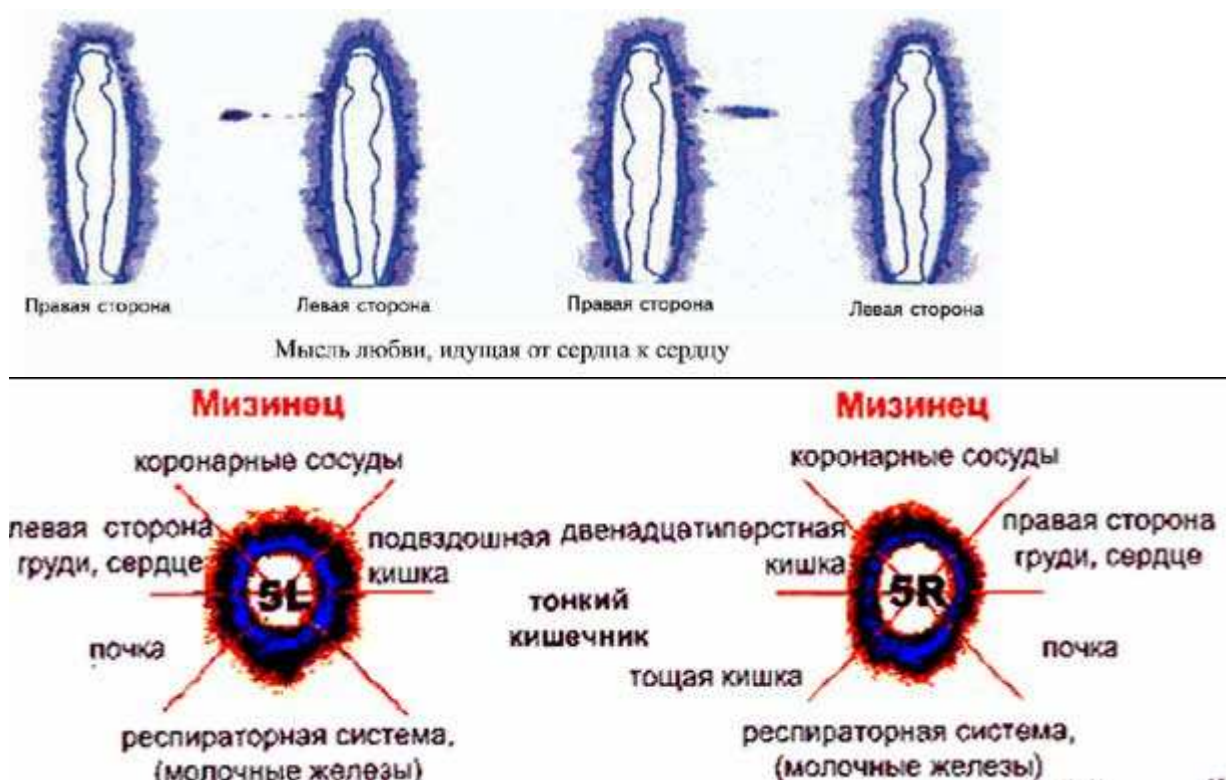 Правая сторона
Левая сторона
Правая сторона
Левая сторона
Мысль любви, идущая от сердца к сердцу
Мизинец
коронарные сосуды
левая сторона
груди, сердце
5L
подвздошная
кишка
почка
респираторная система,
(молочные железы)
тонкий
кишечник
Мизинец
коронарные сосуды
двенадцатиперстная
кишка
5R
правая сторона
груди, сердце
тощая кишка
почка
респираторная система,
(молочные железы)